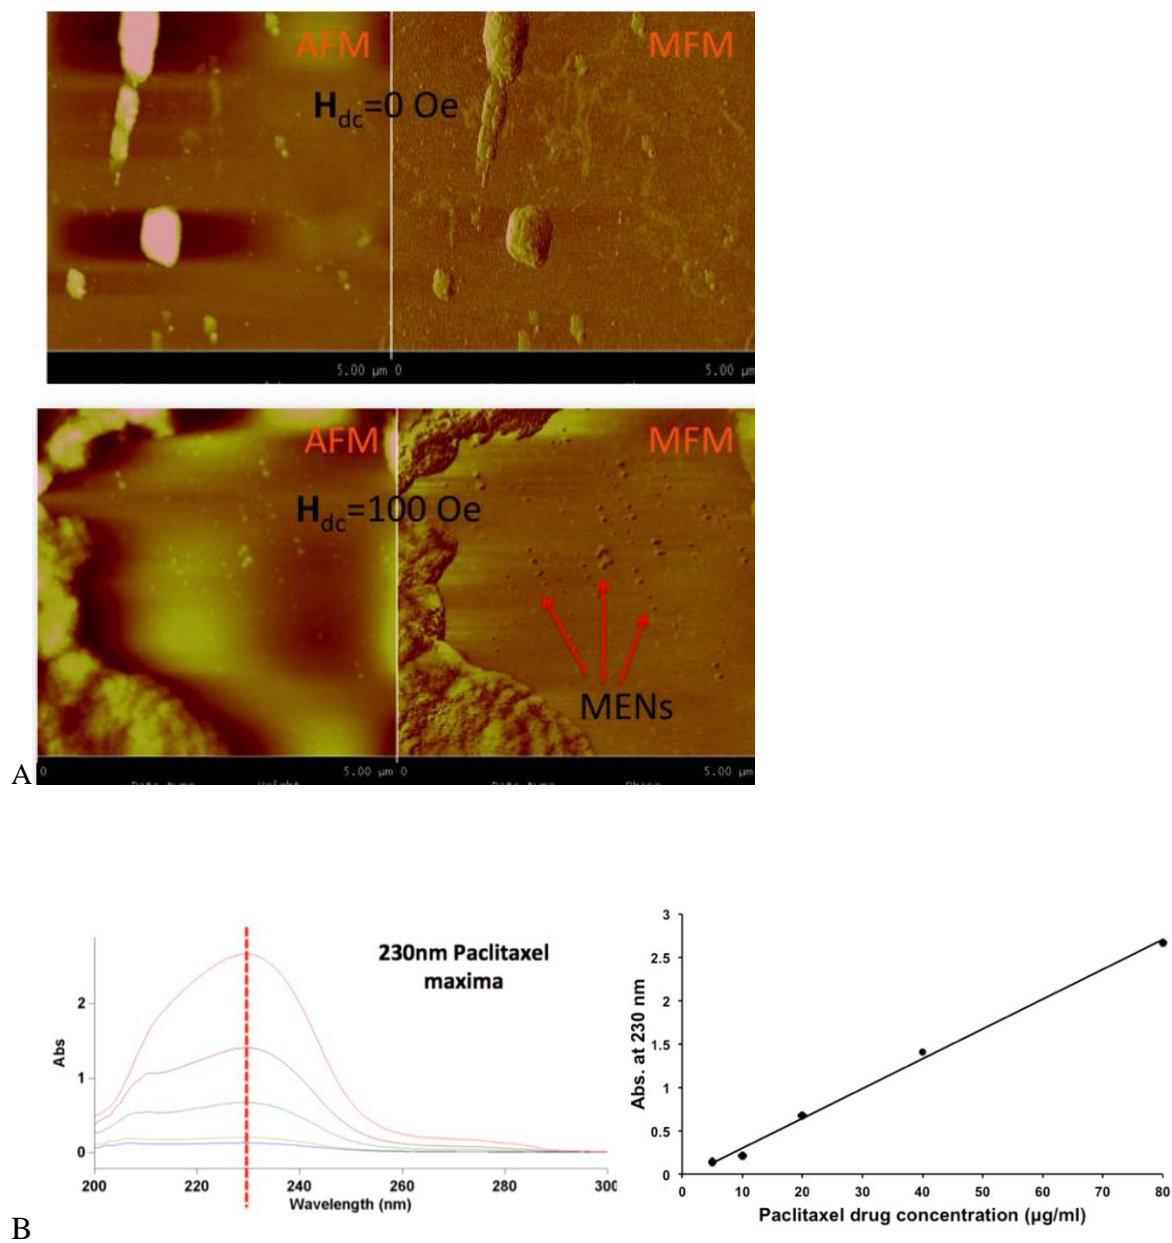 AFM MFM
H_dc=0 Oe
5.00 µm 0 5.00 µm
AFM MFM
H_dc=100 Oe
MENs
0 5.00 µm 0 5.00 µm
A
230nm Paclitaxel
maxima
Abs
2
1
0
200 220 240 260 280 300
Wavelength (nm)
Abs. at 230 nm
3
2.5
2
1.5
1
0.5
0
0 10 20 30 40 50 60 70 80
Paclitaxel drug concentration (µg/ml)
B